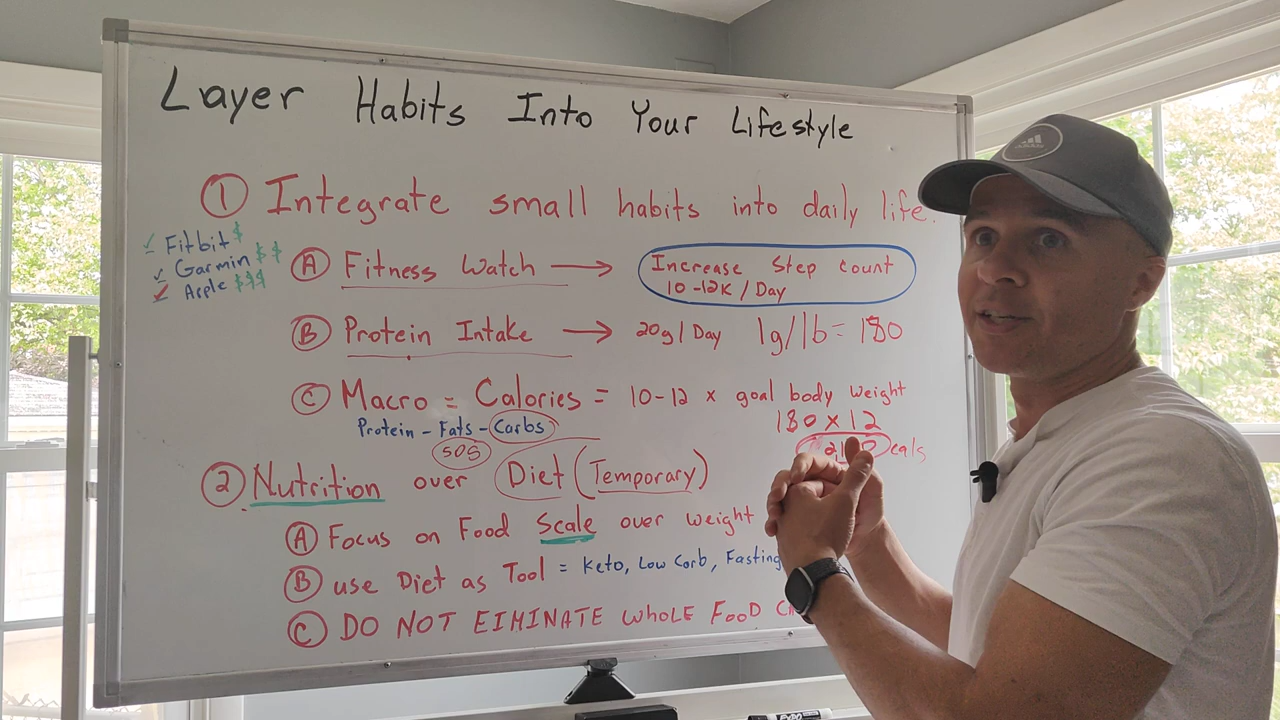 Layer Habits Into Your Lifestyle
① Integrate small habits into daily life.
✓ Fitbit $
✓ Garmin $$
✓ Apple $$$
Ⓐ Fitness Watch → Increase Step count
10-12K / Day
Ⓑ Protein Intake → 20g / Day 1g/lb = 180
Ⓒ Macro = Calories = 10-12 x goal body weight
Protein - Fats - Carbs
180 x 12
50g
cals
② Nutrition over Diet (Temporary)
Ⓐ Focus on Food Scale over weight
Ⓑ use Diet as Tool = Keto, Low Carb, Fasting
Ⓒ DO NOT EIMINATE WHOLE FOOD
adidas
EXPO